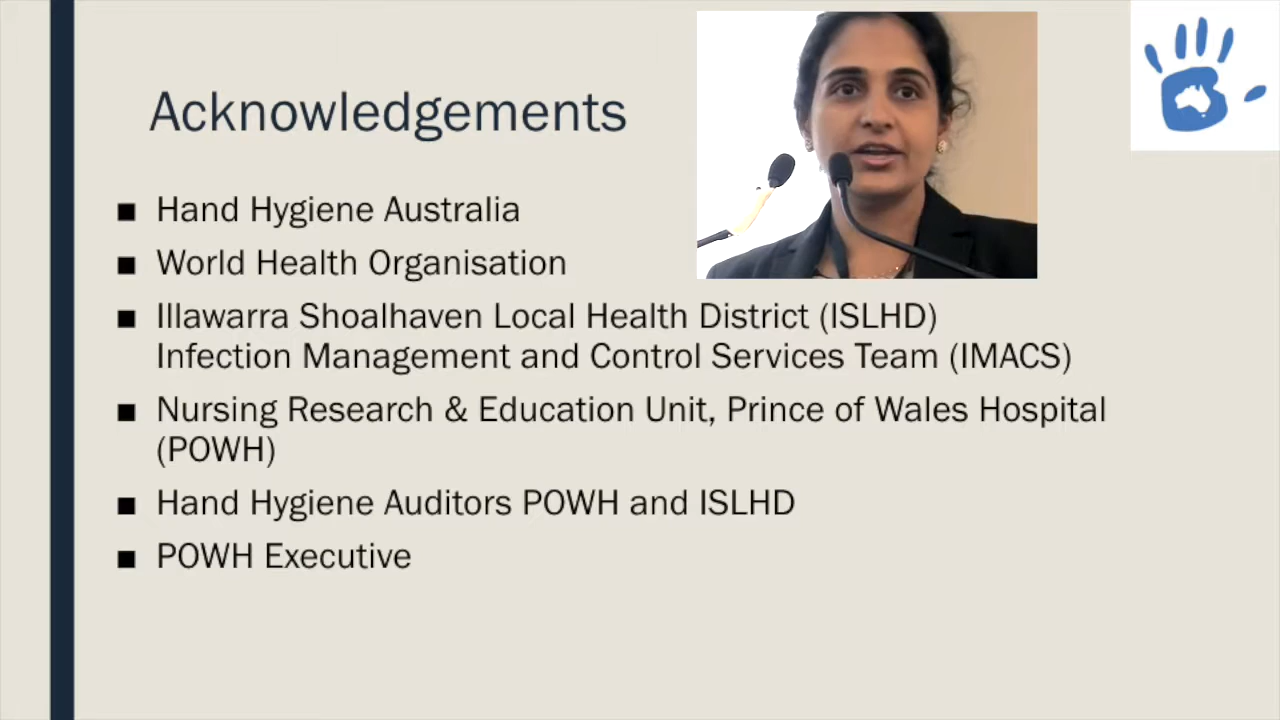 Acknowledgements
■ Hand Hygiene Australia
■ World Health Organisation
■ Illawarra Shoalhaven Local Health District (ISLHD)
Infection Management and Control Services Team (IMACS)
■ Nursing Research & Education Unit, Prince of Wales Hospital
(POWH)
■ Hand Hygiene Auditors POWH and ISLHD
■ POWH Executive